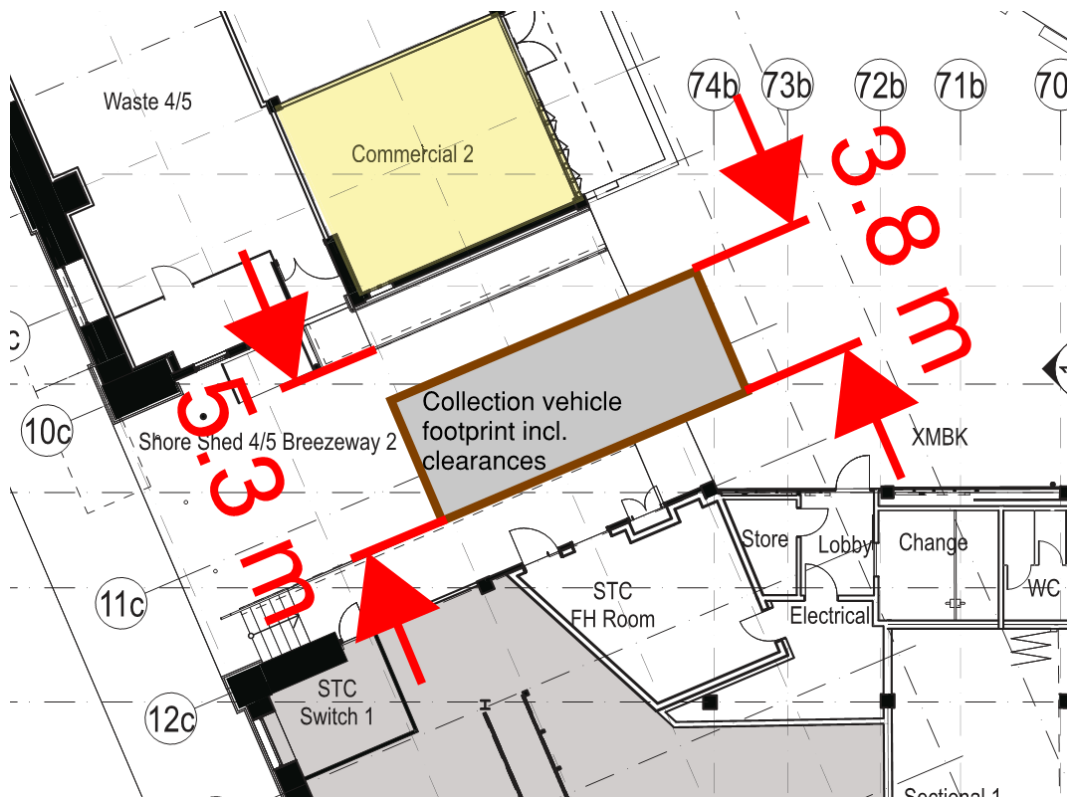 74b
73b
72b
71b
70
Waste 4/5
Commercial 2
3.8 m
c
10c
5.3 m
Shore Shed 4/5 Breezeway 2
Collection vehicle
footprint incl.
clearances
XMBK
Store
Lobby
Change
11c
STC
FH Room
WC
Electrical
12c
STC
Switch 1
Sectional 1